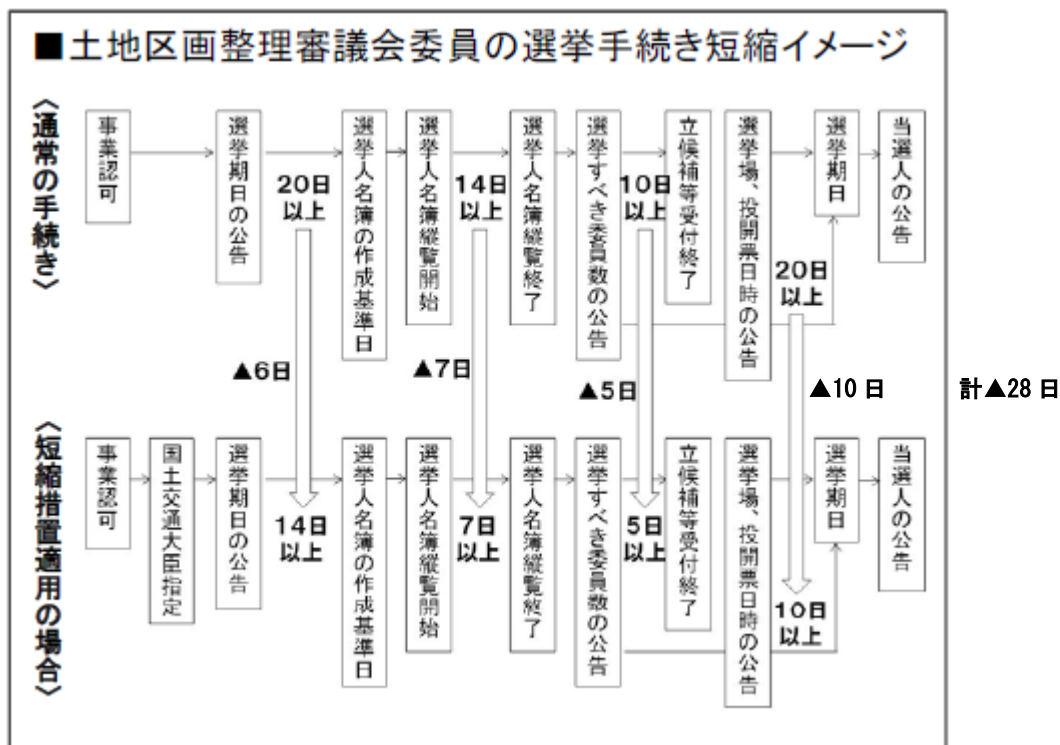 ■土地区画整理審議会委員の選挙手続き短縮イメージ
〈通常の手続き〉
事業認可
選挙期日の公告
20日
以上
選挙人名簿の作成基準日
選挙人名簿縦覧開始
14日
以上
選挙人名簿縦覧終了
選挙すべき委員数の公告
10日
以上
立候補等受付終了
選挙場、投開票日時の公告
20日
以上
選挙期日
当選人の公告
▲6日
▲7日
▲5日
▲10日
計▲28日
〈短縮措置適用の場合〉
事業認可
国土交通大臣指定
選挙期日の公告
14日
以上
選挙人名簿の作成基準日
選挙人名簿縦覧開始
7日
以上
選挙人名簿縦覧終了
選挙すべき委員数の公告
5日
以上
立候補等受付終了
選挙場、投開票日時の公告
10日
以上
選挙期日
当選人の公告